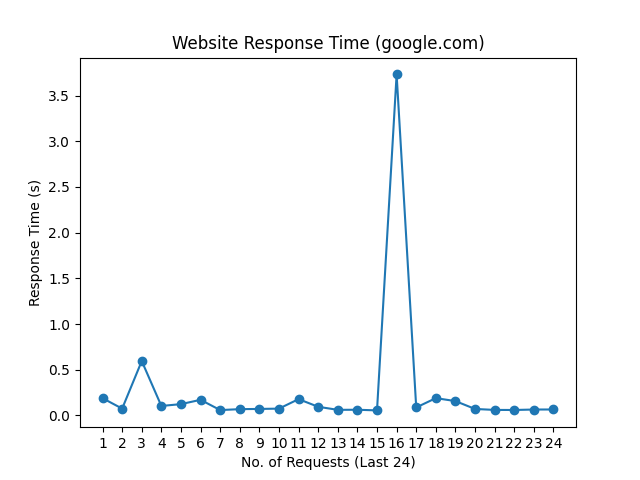 Website Response Time (google.com)
Response Time (s)
3.5
3.0
2.5
2.0
1.5
1.0
0.5
0.0
1 2 3 4 5 6 7 8 9 10 11 12 13 14 15 16 17 18 19 20 21 22 23 24
No. of Requests (Last 24)